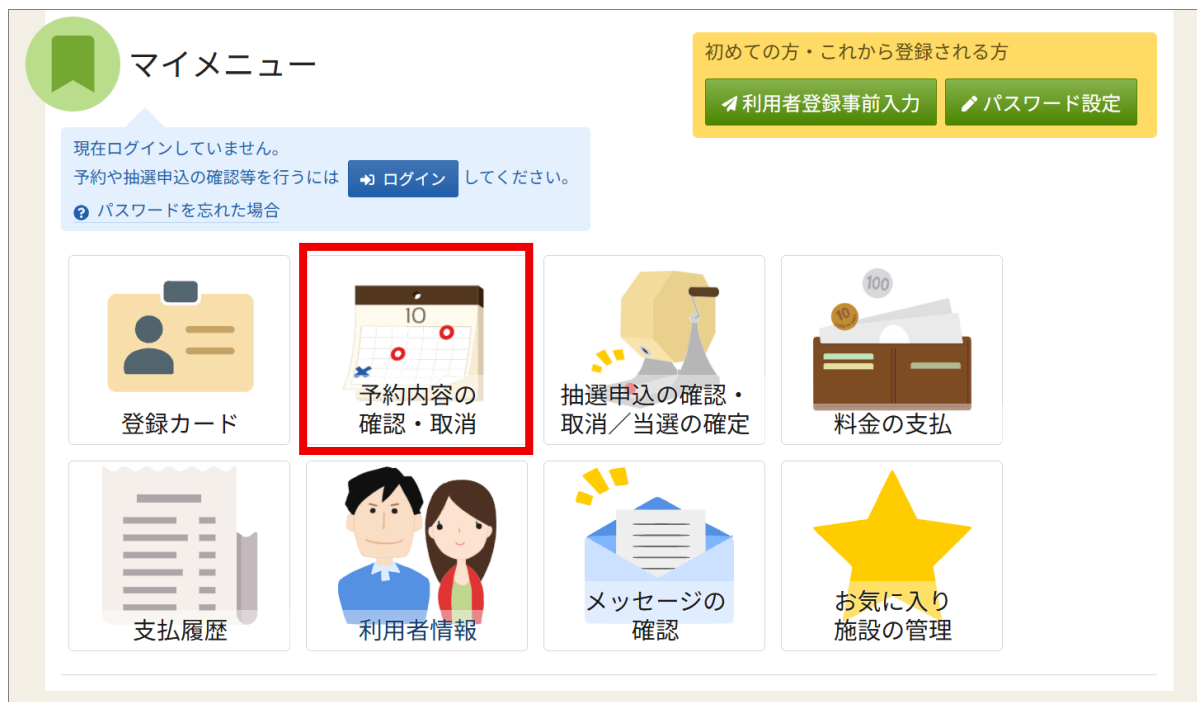 マイメニュー
初めての方・これから登録される方
利用者登録事前入力
パスワード設定
現在ログインしていません。
予約や抽選申込の確認等を行うには ログイン してください。
パスワードを忘れた場合
登録カード
10
予約内容の
確認・取消
抽選申込の確認・
取消／当選の確定
100
10
料金の支払
支払履歴
利用者情報
メッセージの
確認
お気に入り
施設の管理